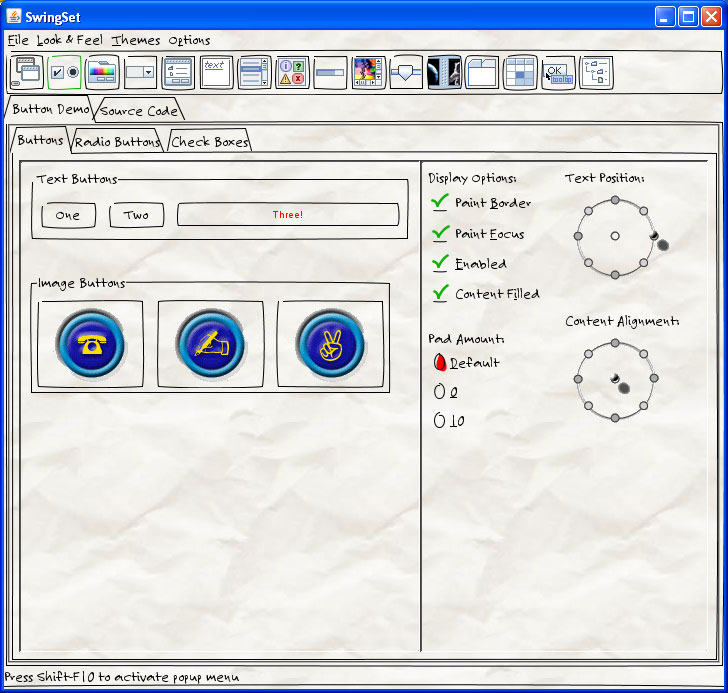 SwingSet
File Look & Feel Themes Options
text
OK
tooltip
Button Demo Source Code
Buttons Radio Buttons Check Boxes
Text Buttons
One Two Three!
Image Buttons
Display Options:
Paint Border
Paint Focus
Enabled
Content Filled
Pad Amount:
Default
0
10
Text Position:
Content Alignment:
Press Shift-F10 to activate popup menu